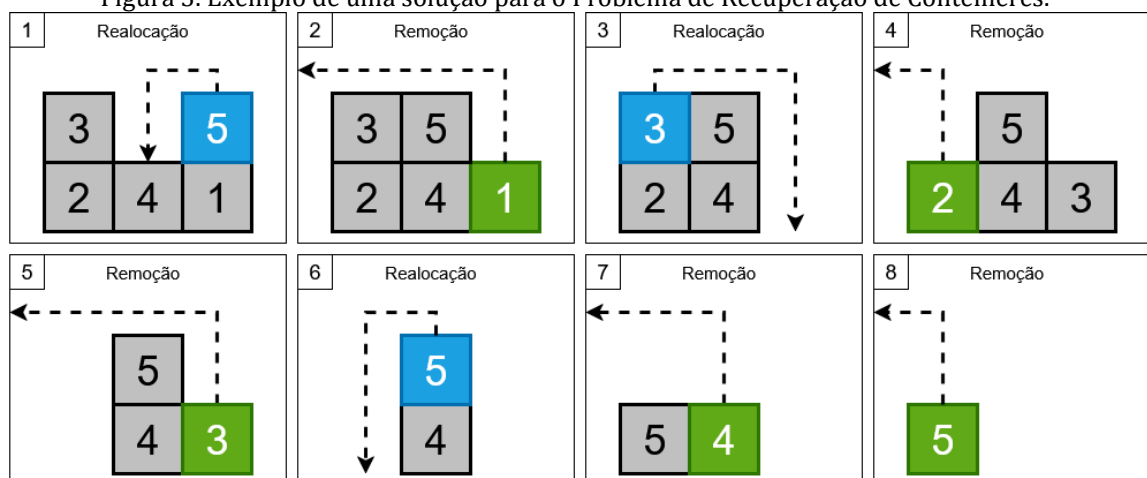 Figura Exemplo de uma solução para o Problema de Recuperação de Contêineres.
1 Realocação
3 5
2 4 1
2 Remoção
3 5
2 4 1
3 Realocação
3 5
2 4
4 Remoção
5
2 4 3
5 Remoção
5
4 3
6 Realocação
5
4
7 Remoção
5 4
8 Remoção
5